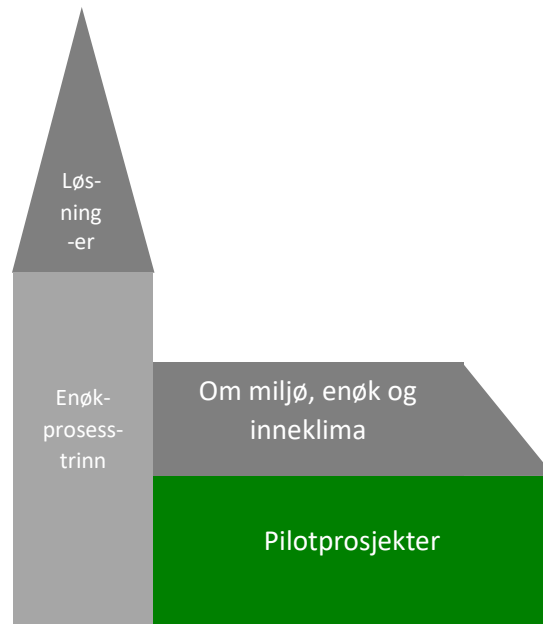 Løs-
ning
-er
Enøk-
prosess-
trinn
Om miljø, enøk og
inneklima
Pilotprosjekter